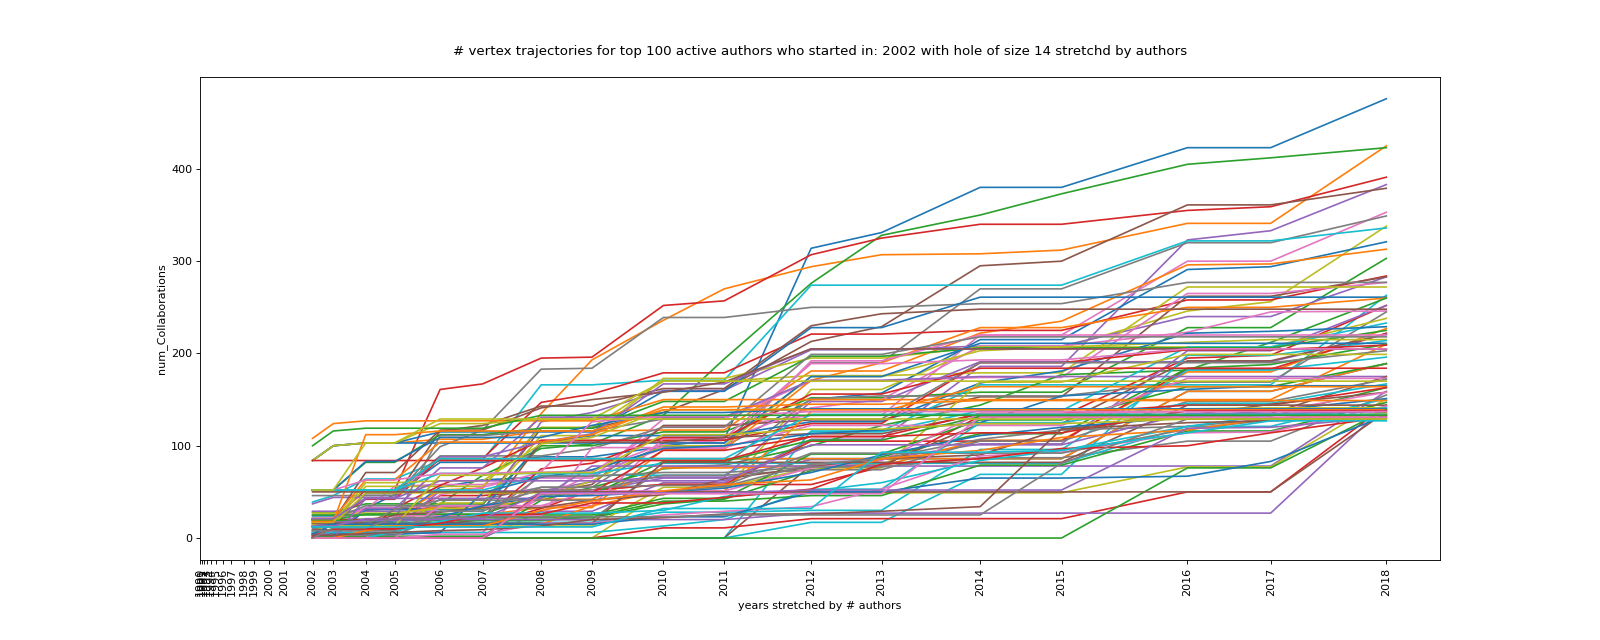 # vertex trajectories for top 100 active authors who started in: 2002 with hole of size 14 stretchd by authors
num_Collaborations
400
300
200
100
0
1996 1997 1998 1999 2000 2001 2002 2003 2004 2005 2006 2007 2008 2009 2010 2011 2012 2013 2014 2015 2016 2017 2018
years stretched by # authors